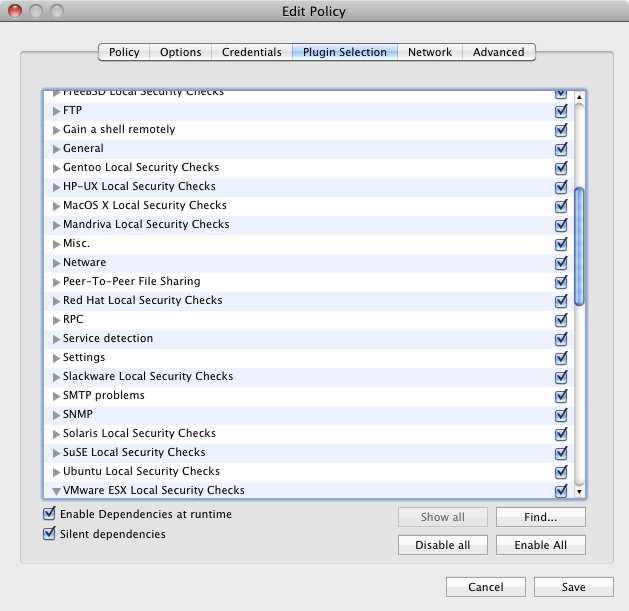 Edit Policy
Policy Options Credentials Plugin Selection Network Advanced
FreeBSD Local Security Checks
FTP
Gain a shell remotely
General
Gentoo Local Security Checks
HP-UX Local Security Checks
MacOS X Local Security Checks
Mandriva Local Security Checks
Misc.
Netware
Peer-To-Peer File Sharing
Red Hat Local Security Checks
RPC
Service detection
Settings
Slackware Local Security Checks
SMTP problems
SNMP
Solaris Local Security Checks
SuSE Local Security Checks
Ubuntu Local Security Checks
VMware ESX Local Security Checks
Enable Dependencies at runtime
Show all Find...
Silent dependencies
Disable all Enable All
Cancel Save